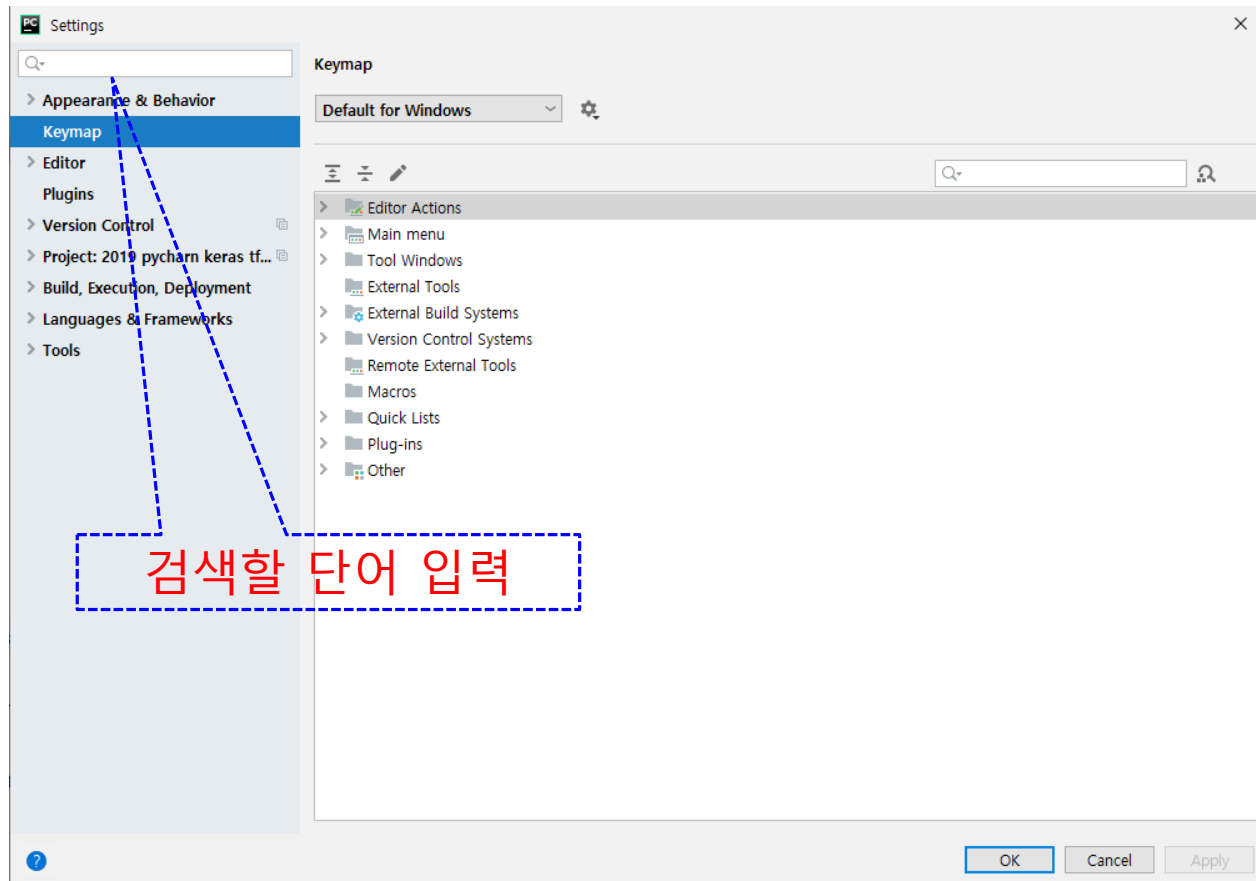 PC Settings
Keymap
Appearance & Behavior
Keymap
Editor
Plugins
Version Control
Project: 2019 pycharn keras tf...
Build, Execution, Deployment
Languages & Frameworks
Tools
Default for Windows
Editor Actions
Main menu
Tool Windows
External Tools
External Build Systems
Version Control Systems
Remote External Tools
Macros
Quick Lists
Plug-ins
Other
검색할 단어 입력
?
OK Cancel Apply